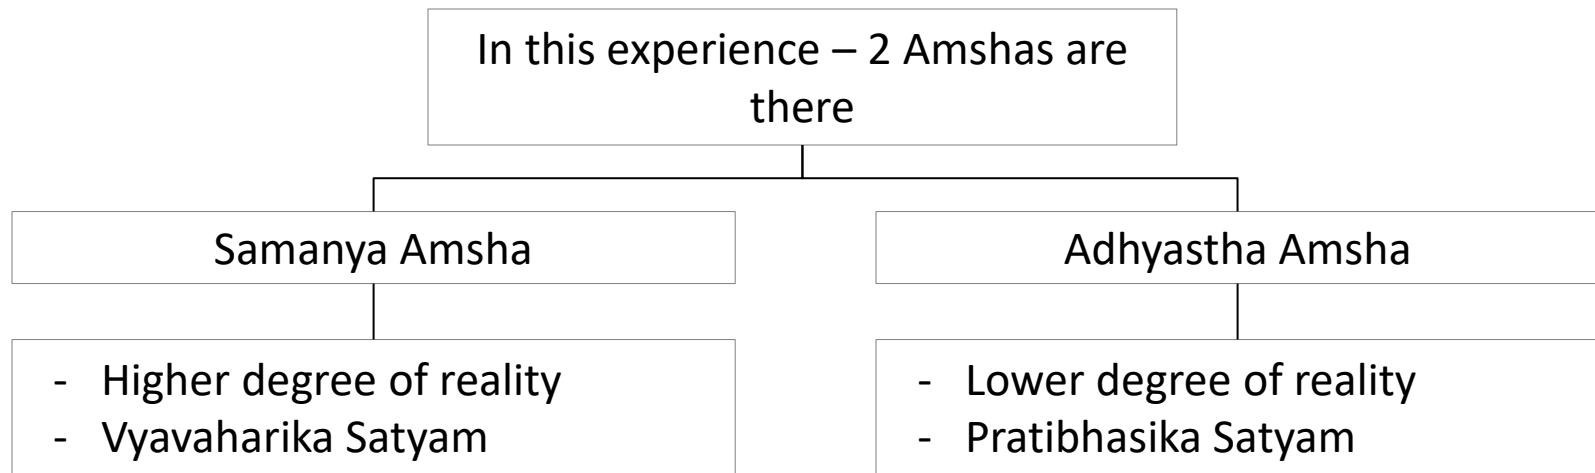 In this experience – 2 Amshas are
there
Samanya Amsha
Adhyastha Amsha
- Higher degree of reality
- Vyavaharika Satyam
- Lower degree of reality
- Pratibhasika Satyam